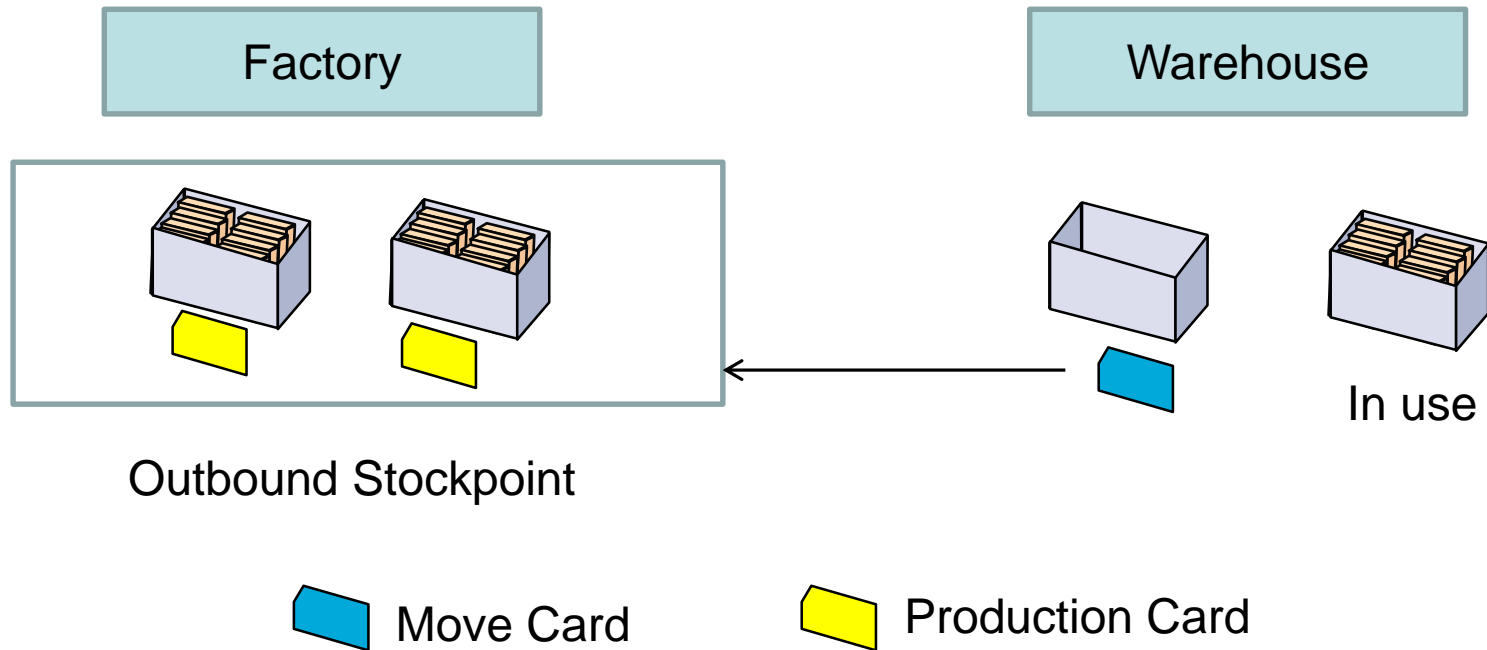 Factory
Warehouse
In use
Outbound Stockpoint
Move Card
Production Card